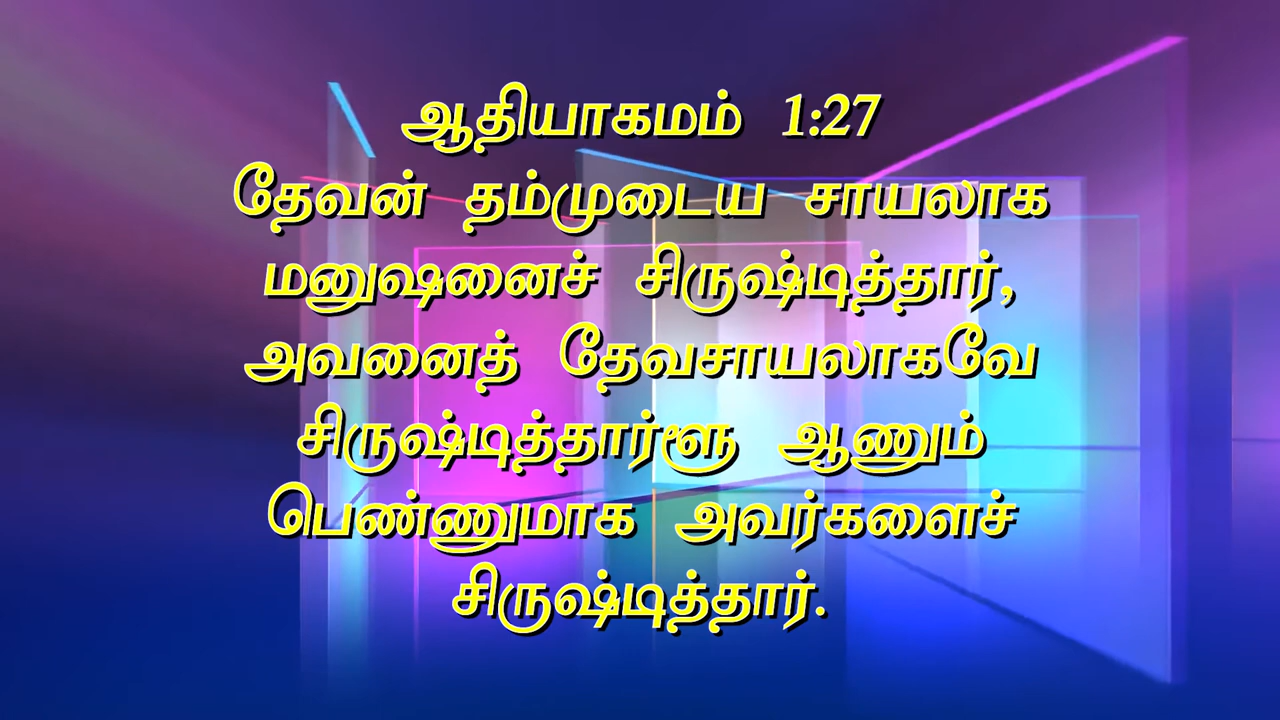 ஆதியாகமம் 1:27
தேவன் தம்முடைய சாயலாக
மனுஷனைச் சிருஷ்டித்தார்,
அவனைத் தேவசாயலாகவே
சிருஷ்டித்தார்ளூ ஆணும்
பெண்ணுமாக அவர்களைச்
சிருஷ்டித்தார்.